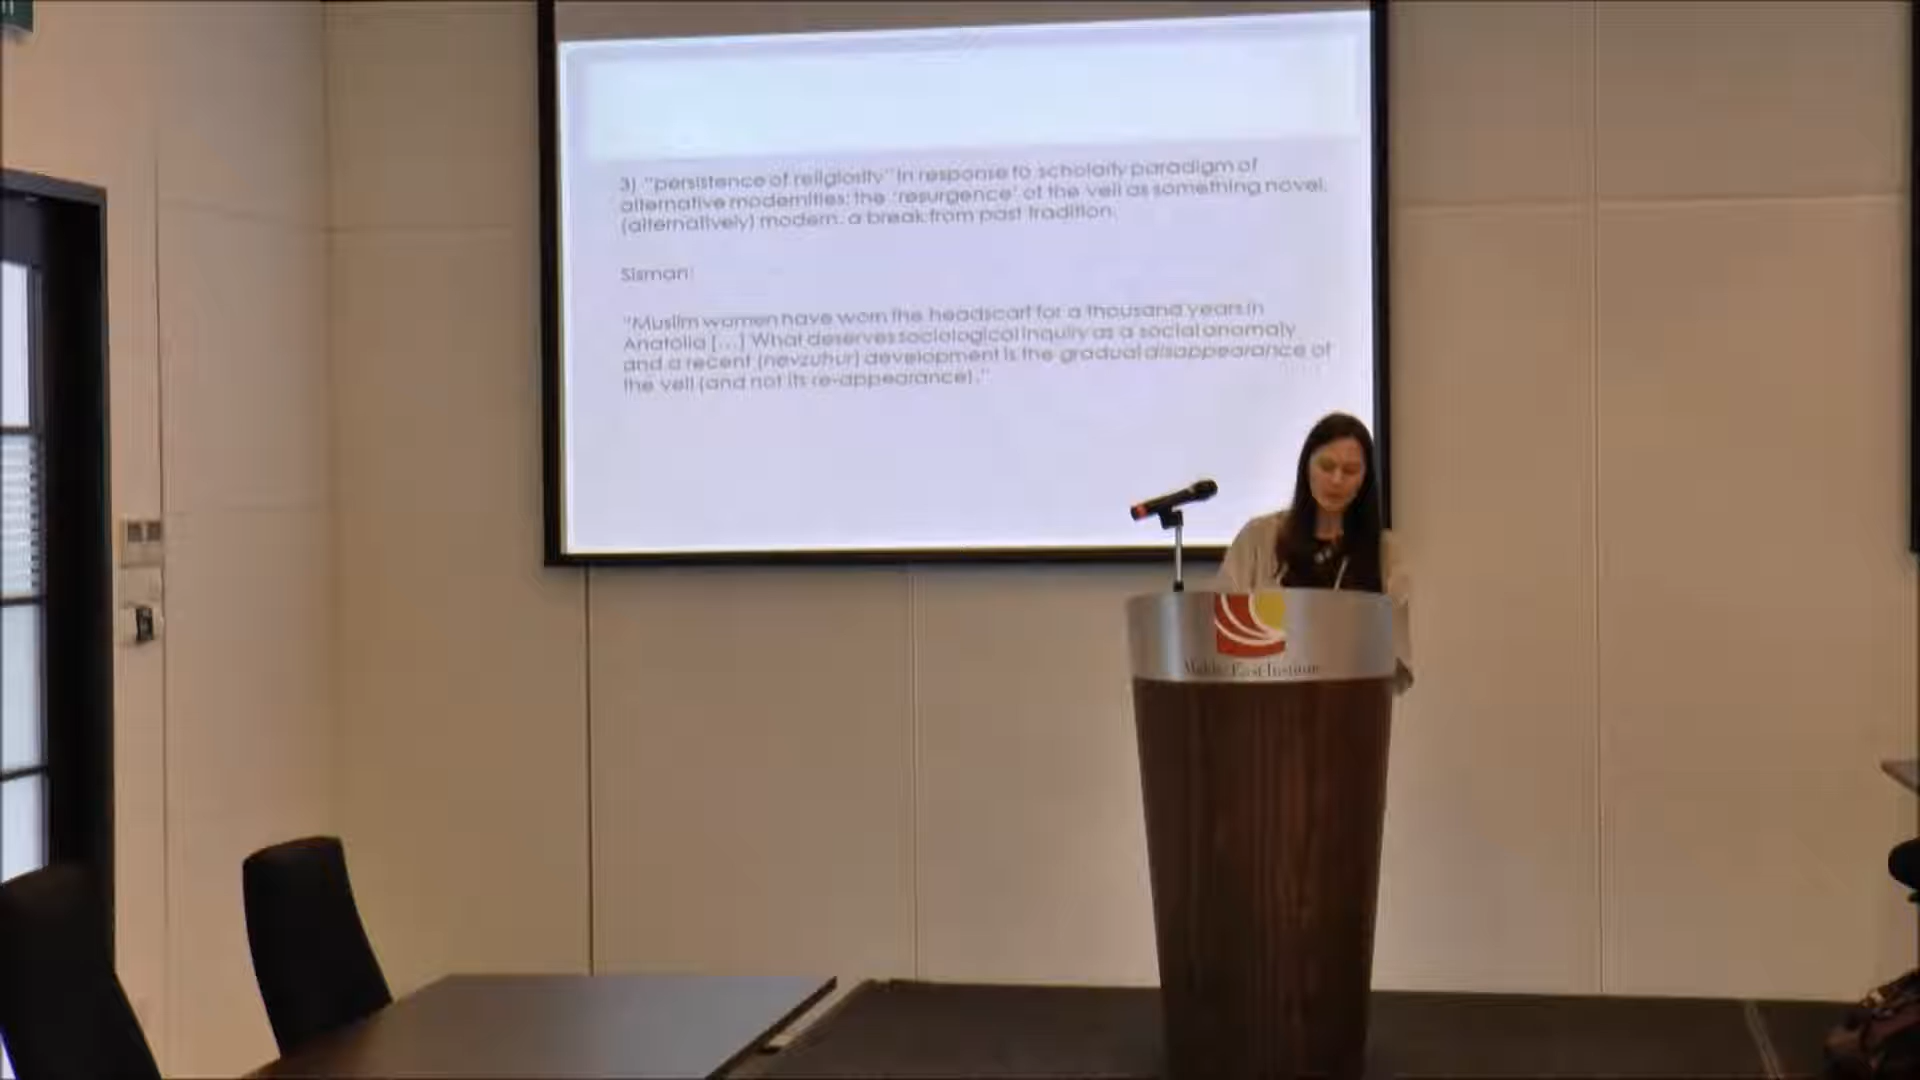 3) "persistence of religiosity" in response to scholarly paradigm of
alternative modernities: the 'resurgence' of the veil as something novel,
(alternatively) modern, a break from past tradition.
Sisman:
"Muslim women have worn the headscarf for a thousand years in
Anatolia [...] What deserves sociological inquiry as a social anomaly
and a recent (nevzuhur) development is the gradual disappearance of
the veil (and not its re-appearance)."
Middle East Institute